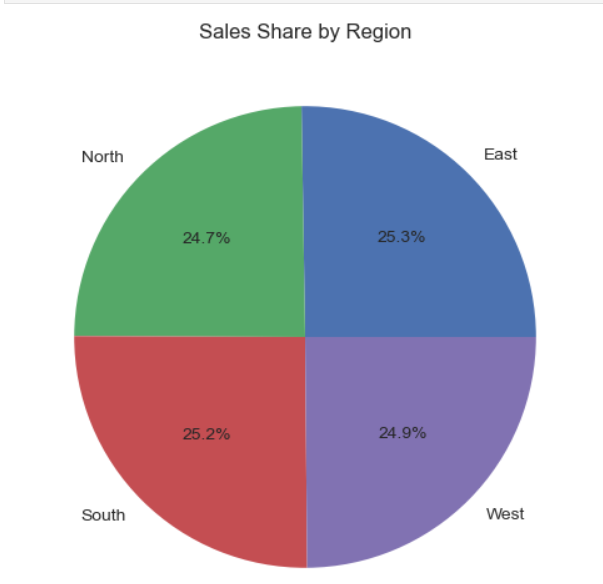 Sales Share by Region
North
East
24.7%
25.3%
25.2%
24.9%
South
West